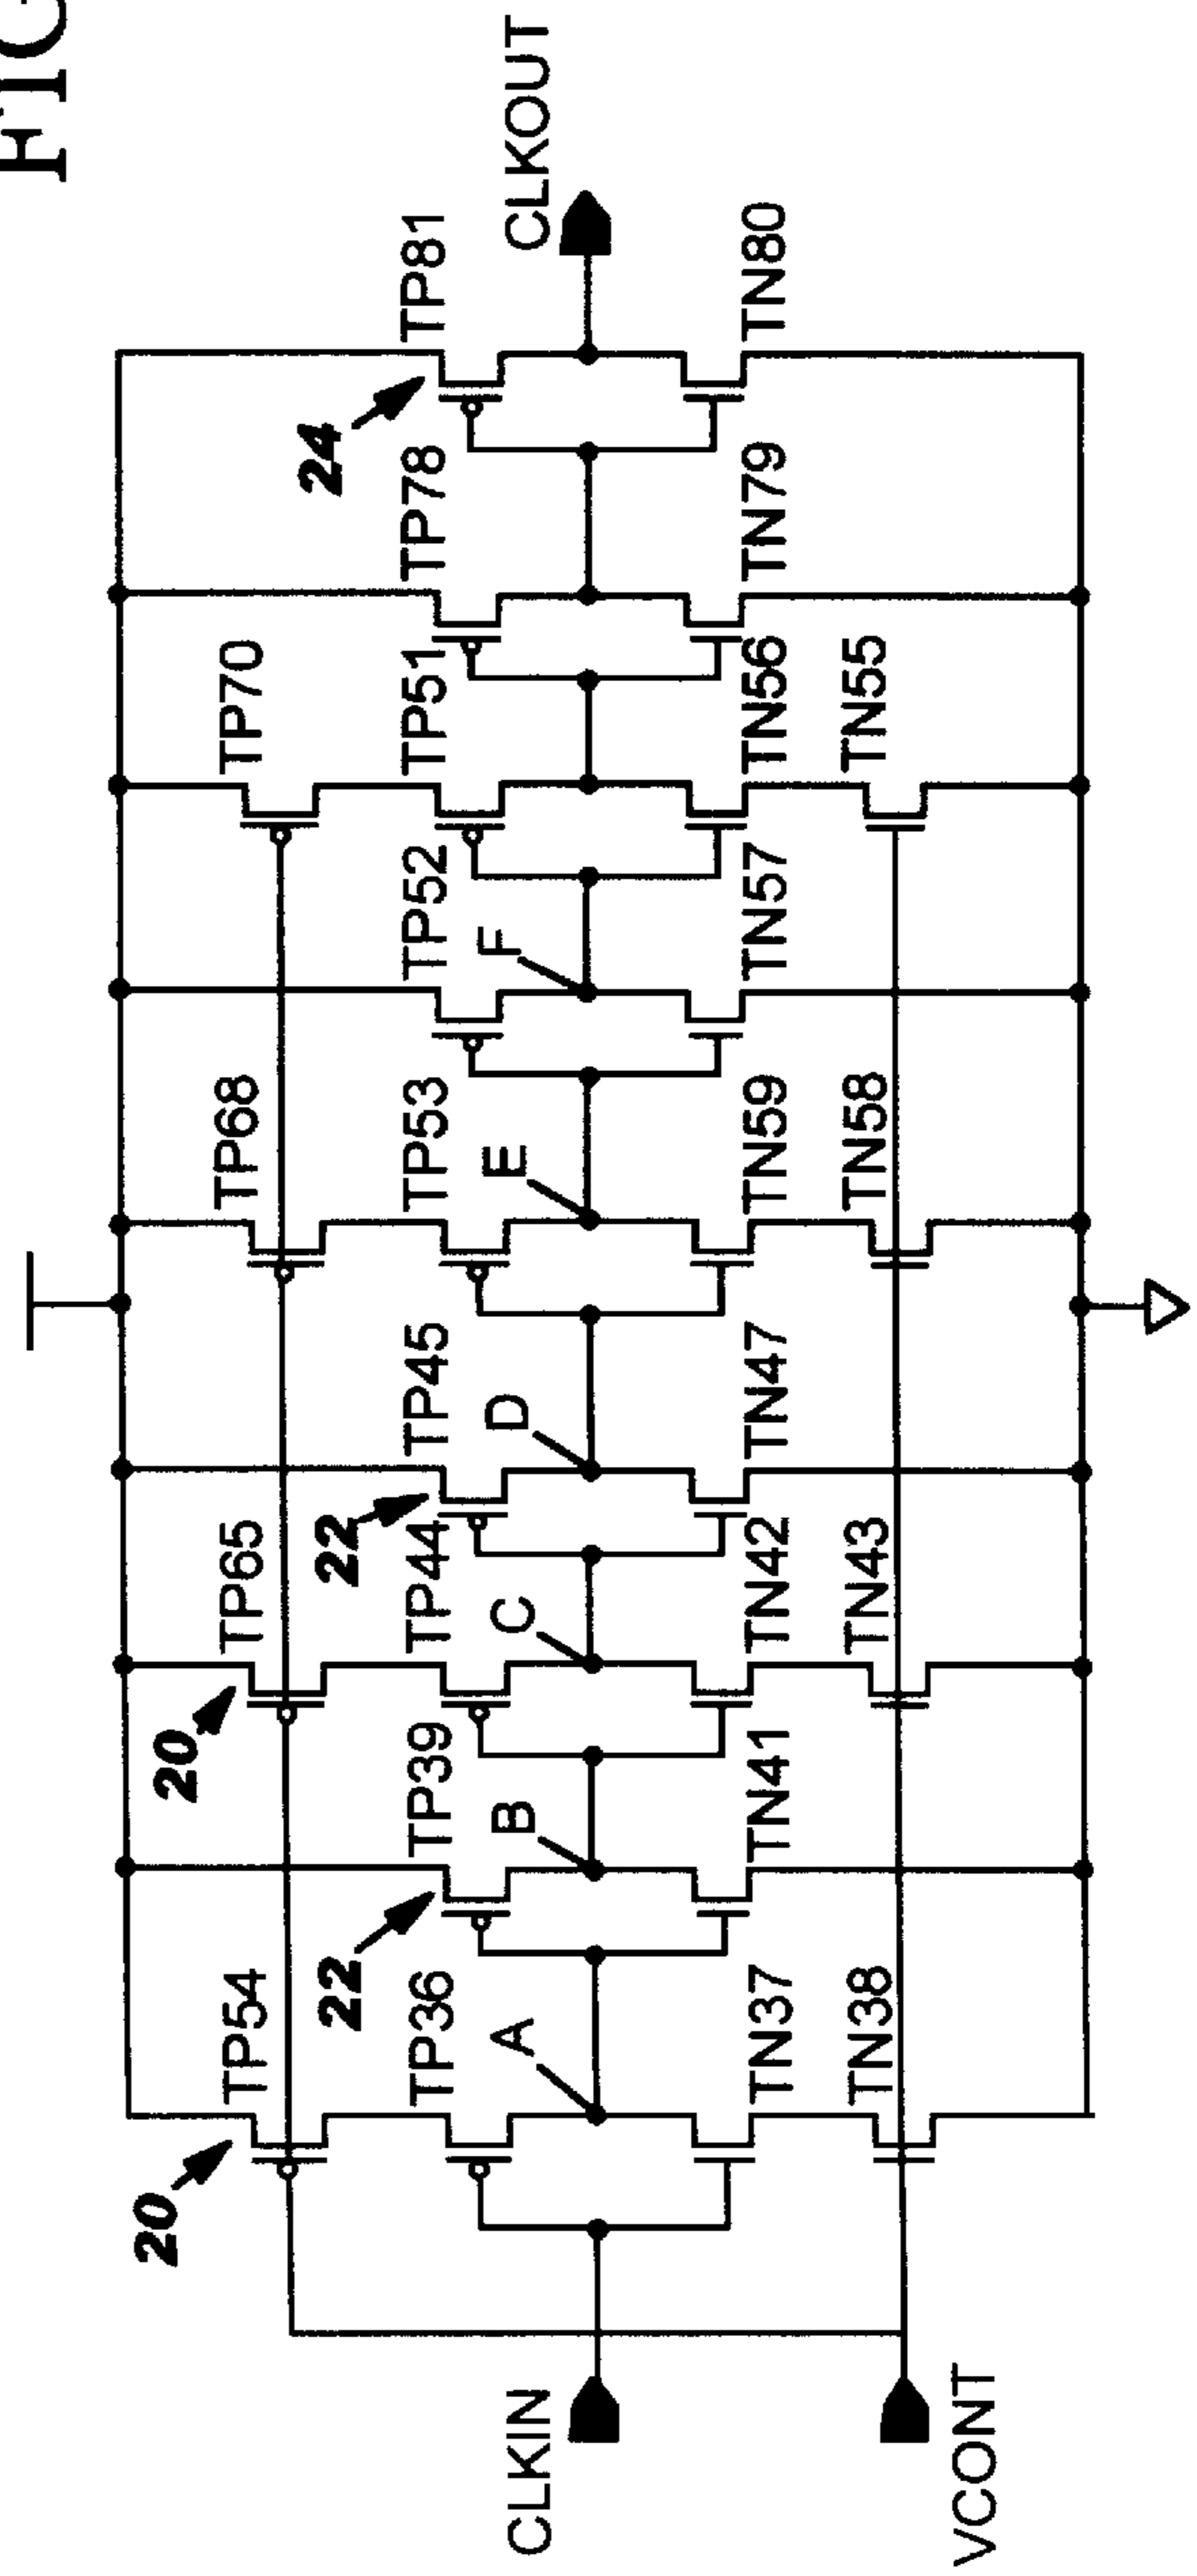 FIG
TP70
TP68
TP65
20
TP54
20
24
TP81
TP78
TP51
TP52
TP53
TP45
22
TP44
TP39
22
TP36
CLKOUT
F
E
D
C
B
A
CLKIN
TN80
TN79
TN56
TN57
TN59
TN47
TN42
TN41
TN37
TN55
TN58
TN43
TN38
VCONT